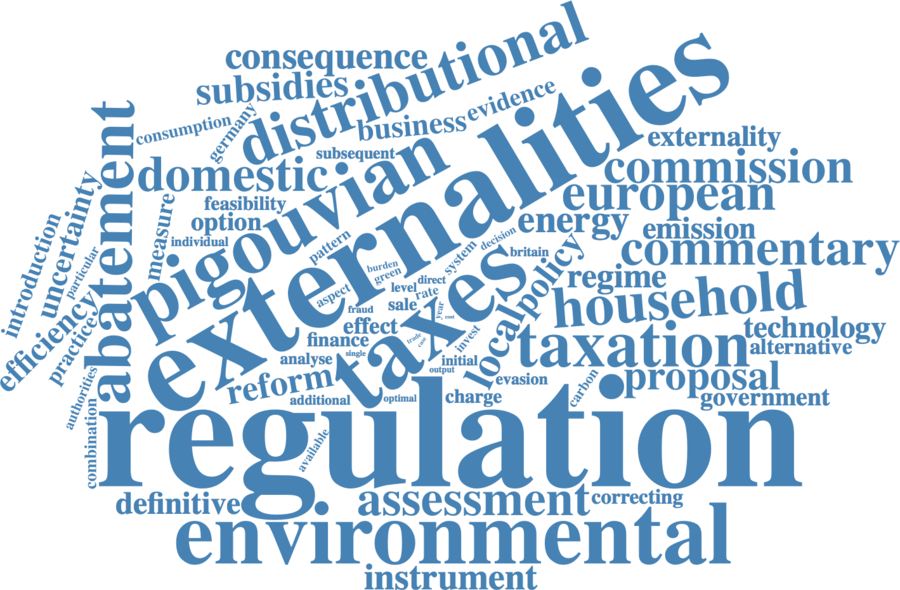 consequence
distributional
subsidies
evidence
business
consumption
germany
externalities
externality
abatement
subsequent
commission
domestic
pigouvian
european
uncertainty
measure
feasibility
option
energy
emission
individual
pattern
decision
commentary
introduction
particular
britain
system
burden
green
direct
level
rate
aspect
sale
policy
regime
household
local
taxes
fraud
year
cost
effect
finance
trade
case
invest
technology
taxation
alternative
efficiency
practice
analyse
single
initial
output
reform
evasion
carbon
proposal
government
authorities
additional
optimal
charge
regulation
combination
available
definitive
assessment
correcting
environmental
instrument